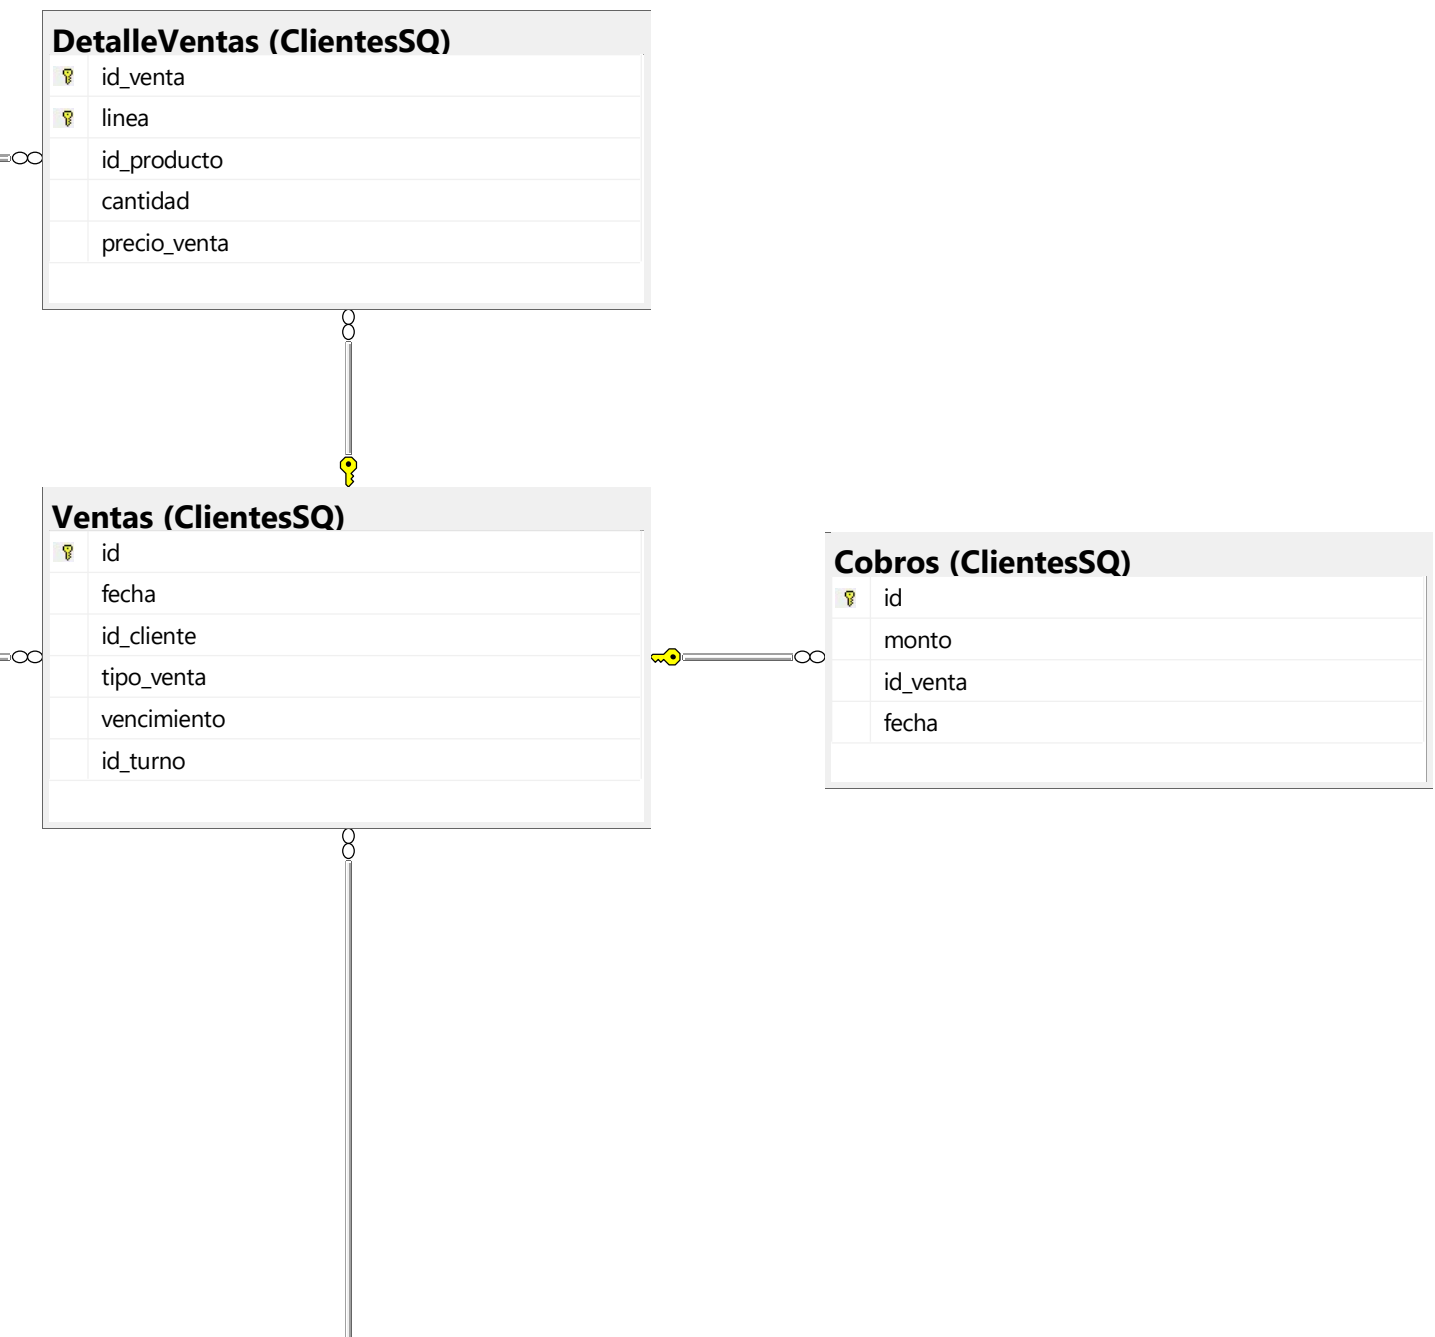 DetalleVentas (ClientesSQ)
id_venta
linea
id_producto
cantidad
precio_venta
Ventas (ClientesSQ)
id
fecha
id_cliente
tipo_venta
vencimiento
id_turno
Cobros (ClientesSQ)
id
monto
id_venta
fecha